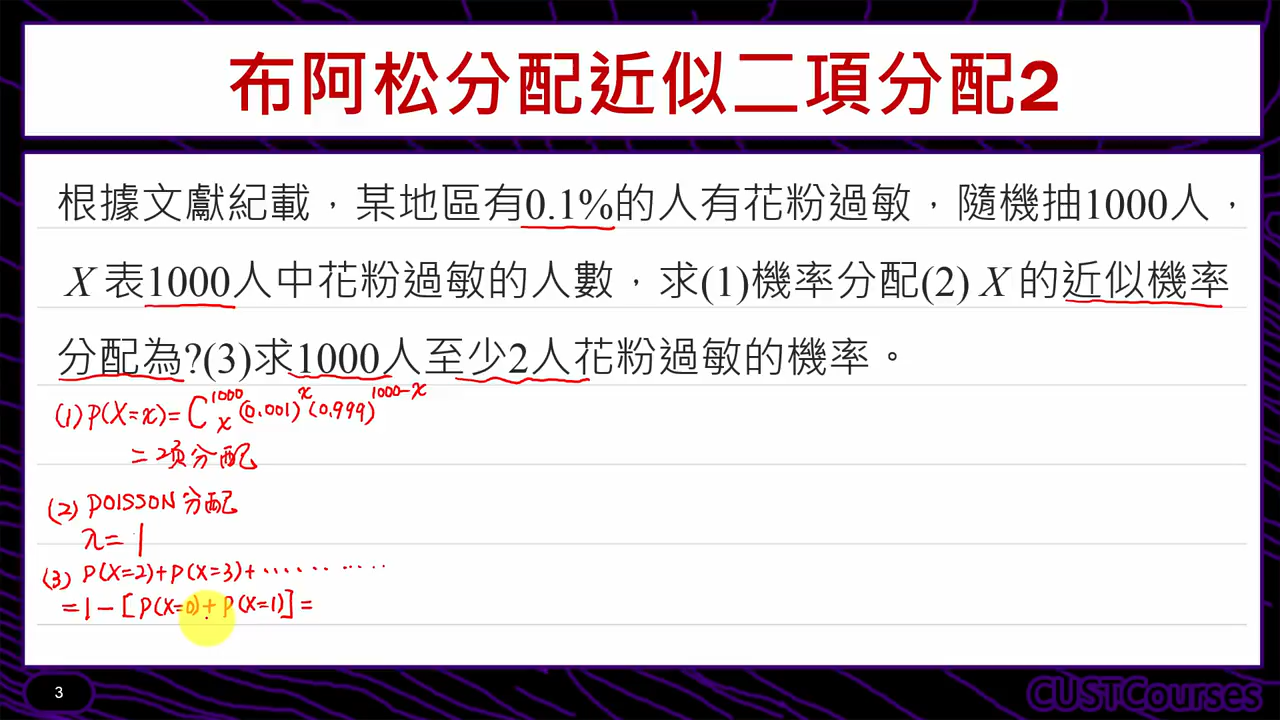 布阿松分配近似二項分配2
根據文獻紀載，某地區有0.1%的人有花粉過敏，隨機抽1000人，
X 表1000人中花粉過敏的人數，求(1)機率分配(2) X 的近似機率
分配為?(3)求1000人至少2人花粉過敏的機率。
(1) P(X=x)= C 1000 x (0.001)^x (0.999)^1000-x
= 2项分配
(2) POISSON 分配
λ= 1
(3) P(X=2)+P(X=3)+...........
=1-[P(X=0)+P(X=1)]=
3
CUSTCourses